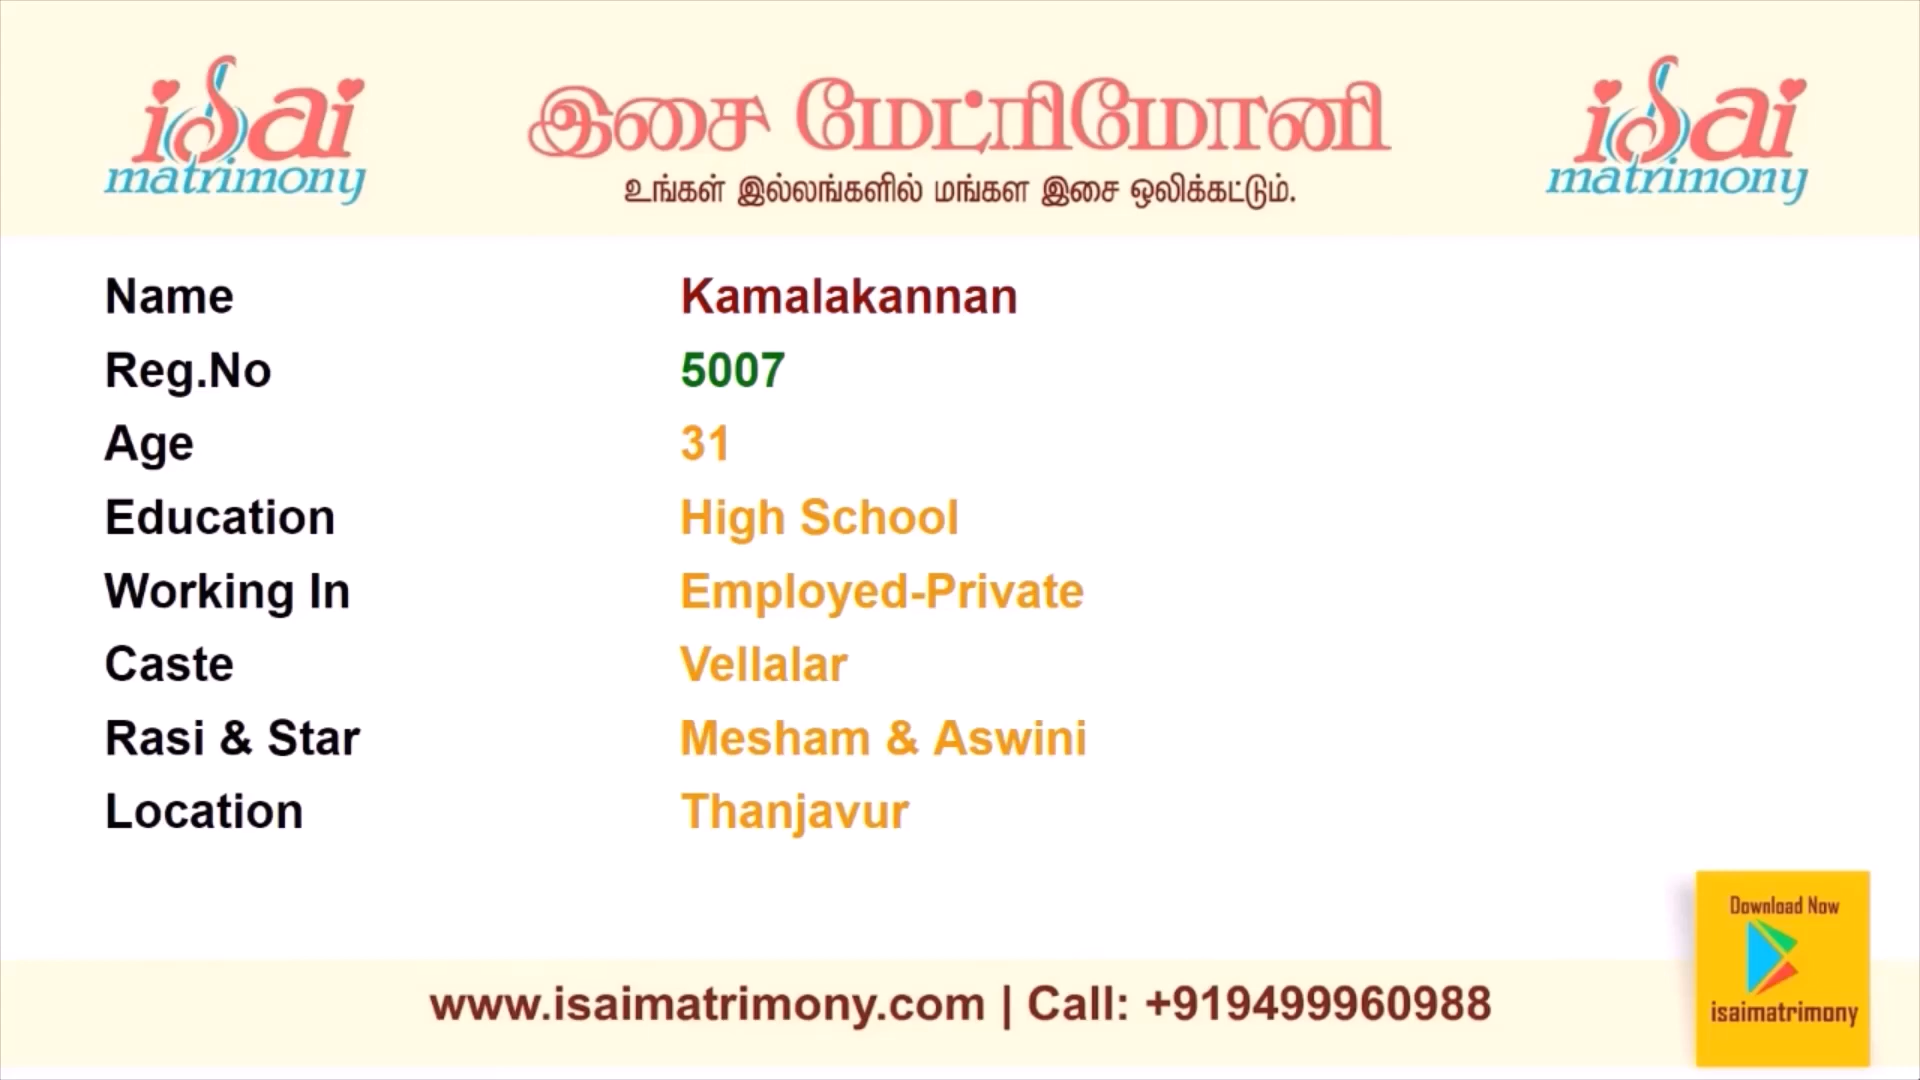 isai matrimony
இசை மேட்ரிமோனி
உங்கள் இல்லங்களில் மங்கள இசை ஒலிக்கட்டும்.
isai matrimony
Name Kamalakannan
Reg.No 5007
Age 31
Education High School
Working In Employed-Private
Caste Vellalar
Rasi & Star Mesham & Aswini
Location Thanjavur
Download Now
isaimatrimony
www.isaimatrimony.com | Call: +919499960988